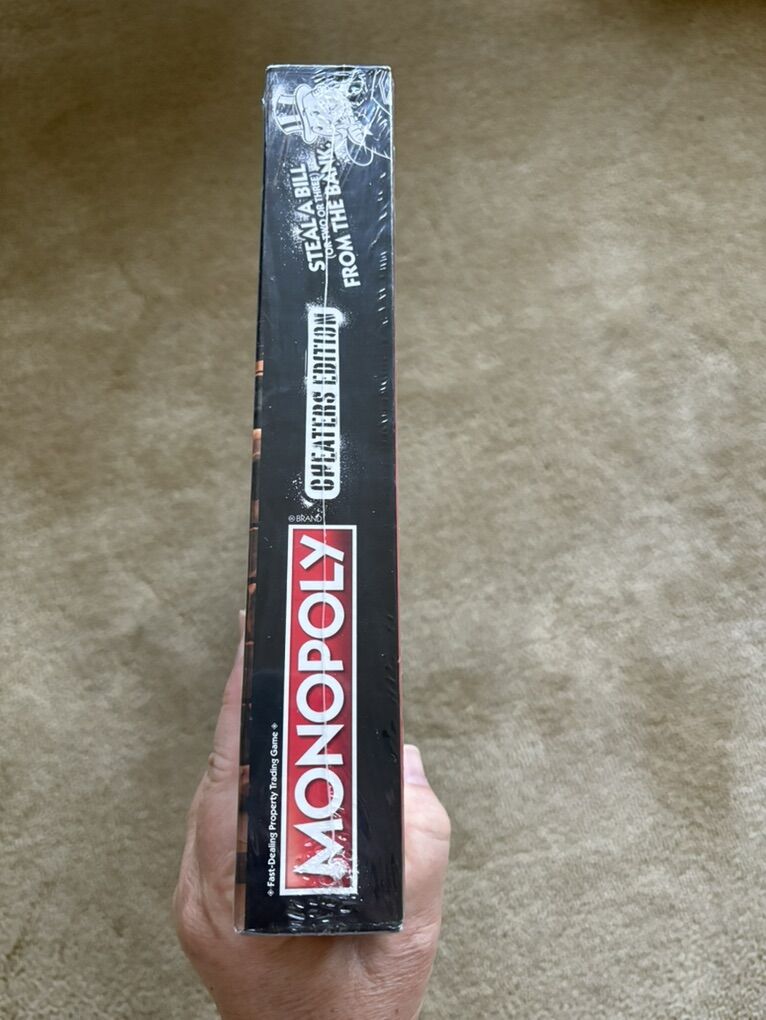 ✦ Fast-Dealing Property Trading Game ✦
MONOPOLY
® BRAND
CHEATERS EDITION
STEAL A BILL
(OR TWO OR THREE)
FROM THE BANK